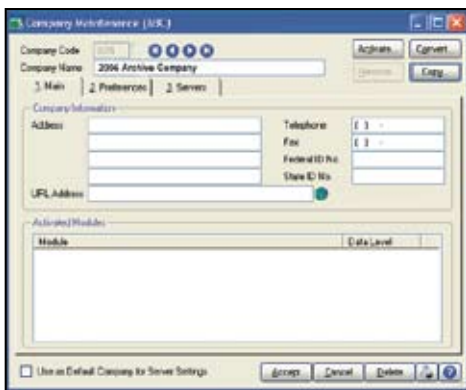 Company Maintenance (ABC)
Company Code
Activate
Convert
Company Name
2006 Archive Company
Remove
Copy...
1. Main
2. Preferences
3. Servers
Company Information
Address
Telephone
( ) -
Fax
( ) -
Federal ID No.
State ID No.
URL Address
Activated Modules
Module
Data Level
Use as Default Company for Server Settings
Accept
Cancel
Delete